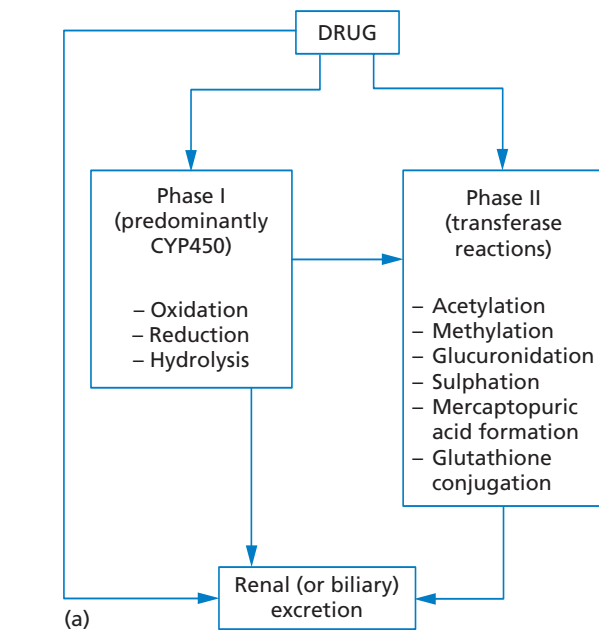 DRUG
Phase I
(predominantly
CYP450)
– Oxidation
– Reduction
– Hydrolysis
Phase II
(transferase
reactions)
– Acetylation
– Methylation
– Glucuronidation
– Sulphation
– Mercaptopuric
acid formation
– Glutathione
conjugation
Renal (or biliary)
excretion
(a)